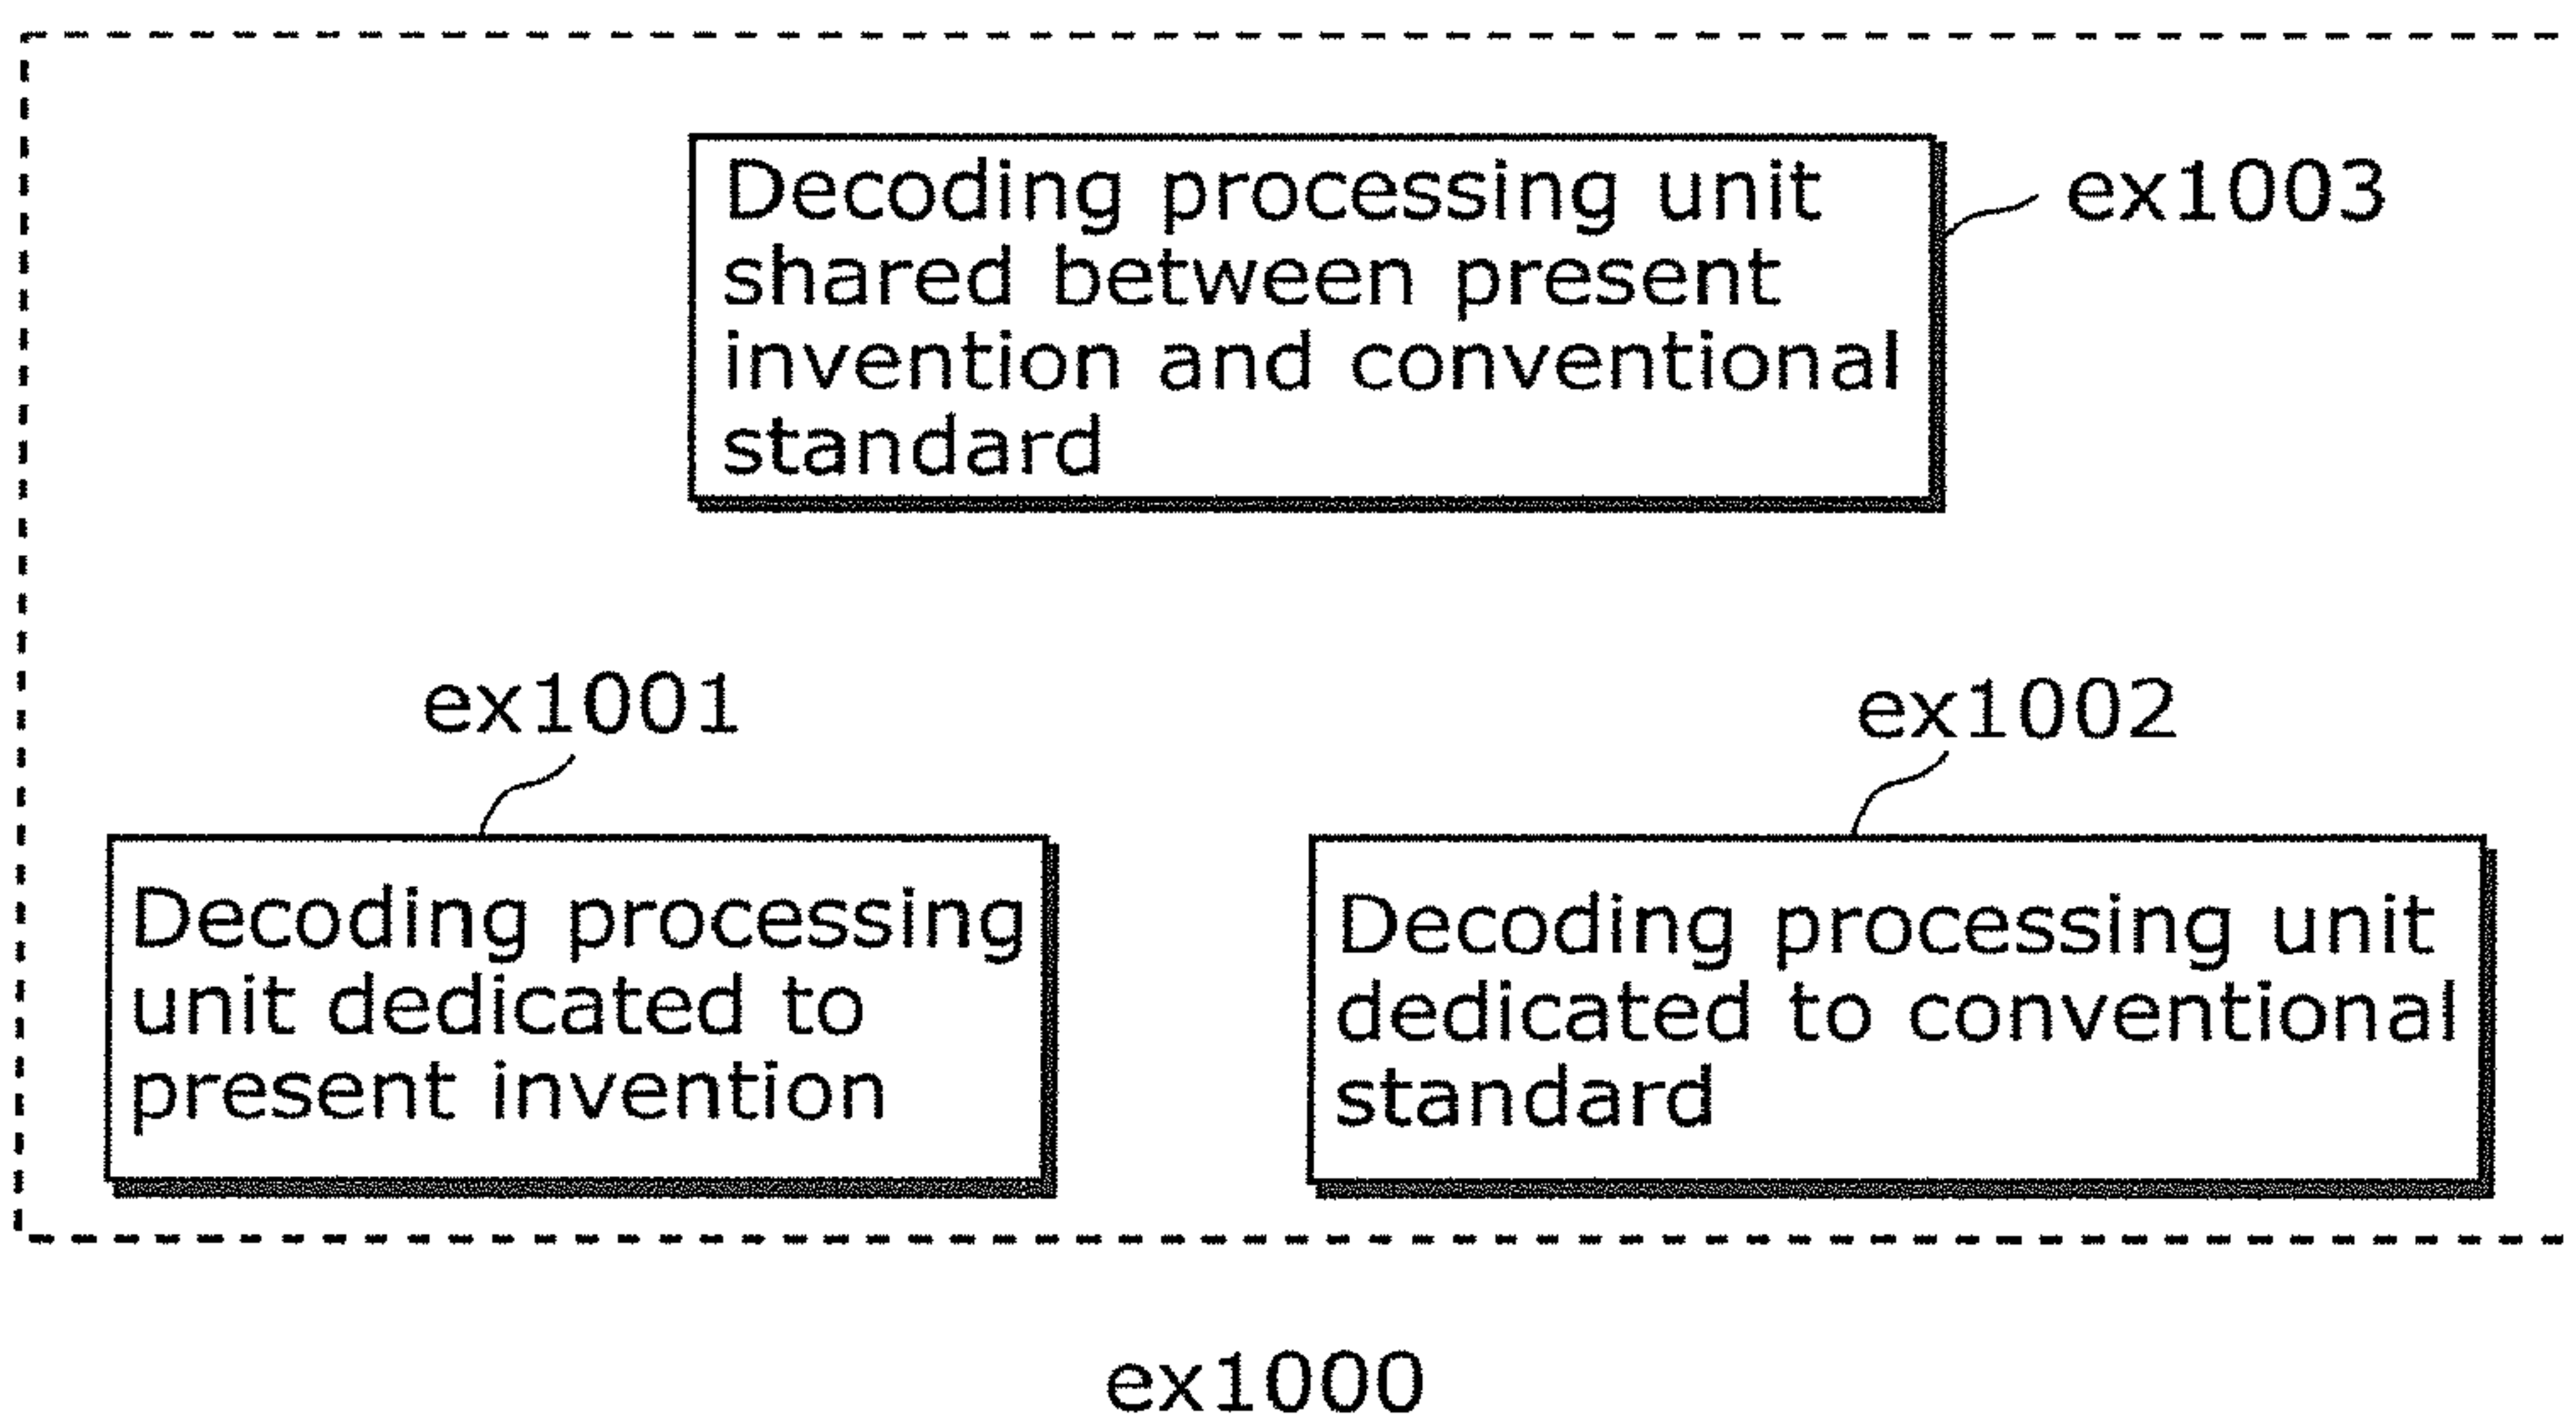 Decoding processing unit
shared between present
invention and conventional
standard
ex1003
ex1001
ex1002
Decoding processing
unit dedicated to
present invention
Decoding processing unit
dedicated to conventional
standard
ex1000